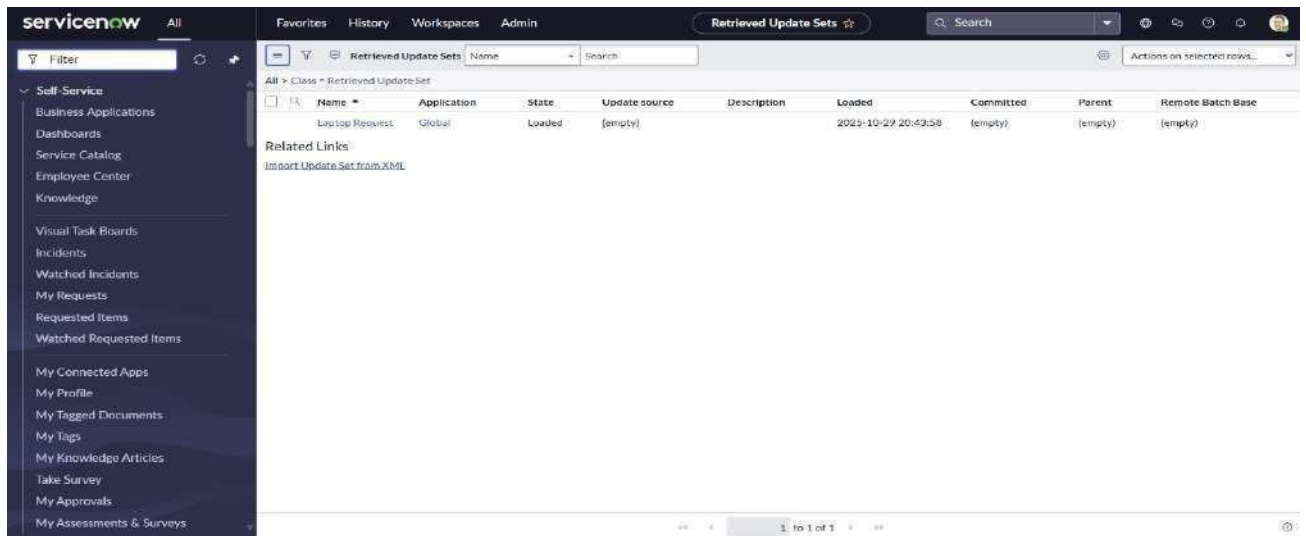 servicenow All Favorites History Workspaces Admin Retrieved Update Sets Search
Filter
Retrieved Update Sets Name Search Actions on selected rows...
All > Class = Retrieved Update Set
Name Application State Update source Description Loaded Committed Parent Remote Batch Base
Laptop Request Global Loaded (empty) 2025-10-29 20:43:58 (empty) (empty) (empty)
Related Links
Import Update Set from XML
Self-Service
Business Applications
Dashboards
Service Catalog
Employee Center
Knowledge
Visual Task Boards
Incidents
Watched Incidents
My Requests
Requested Items
Watched Requested Items
My Connected Apps
My Profile
My Tagged Documents
My Tags
My Knowledge Articles
Take Survey
My Approvals
My Assessments & Surveys
1 to 1 of 1